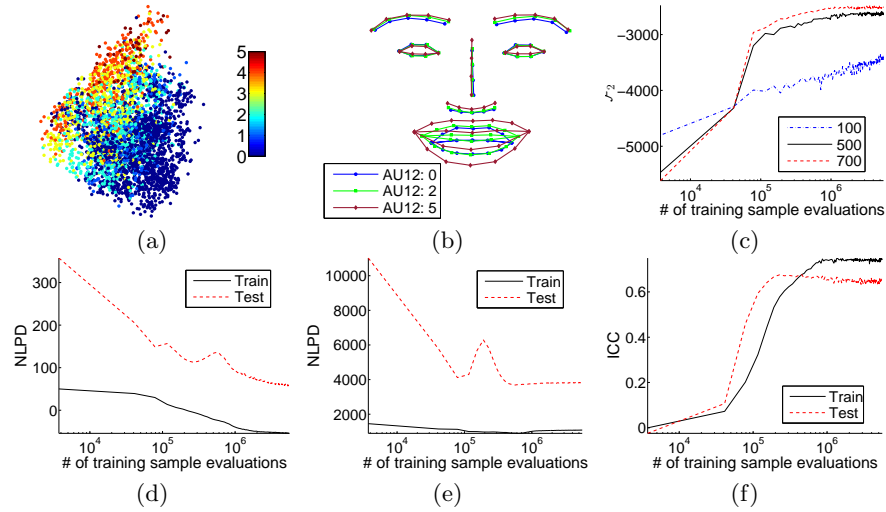 5
4
3
2
1
0
(a)
AU12: 0
AU12: 2
AU12: 5
(b)
−3000
−4000
−5000
100
500
700
10^4
10^5
10^6
# of training sample evaluations
(c)
NLPD
300
200
100
0
Train
Test
10^4
10^5
10^6
# of training sample evaluations
(d)
NLPD
10000
8000
6000
4000
2000
Train
Test
10^4
10^5
10^6
# of training sample evaluations
(e)
ICC
0.6
0.4
0.2
0
Train
Test
10^4
10^5
10^6
# of training sample evaluations
(f)